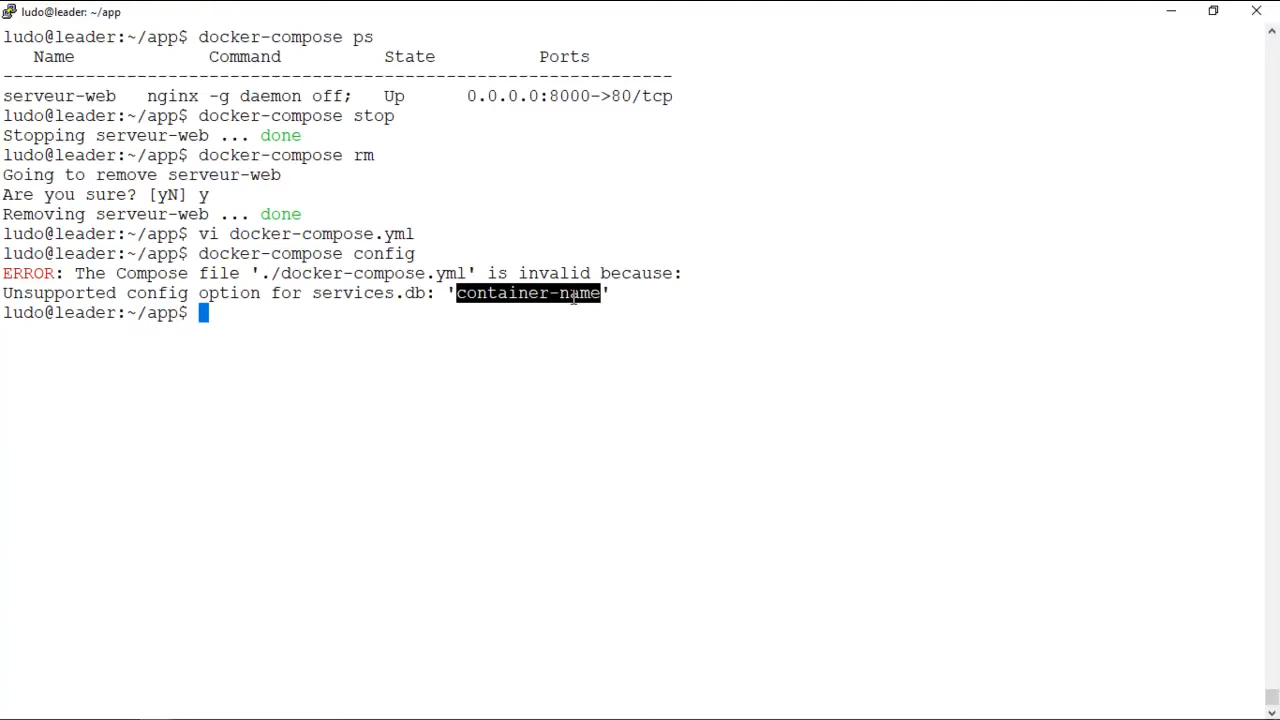 ludo@leader: ~/app
ludo@leader:~/app$ docker-compose ps
Name Command State Ports
-----------------------------------------------------------------
serveur-web nginx -g daemon off; Up 0.0.0.0:8000->80/tcp
ludo@leader:~/app$ docker-compose stop
Stopping serveur-web ... done
ludo@leader:~/app$ docker-compose rm
Going to remove serveur-web
Are you sure? [yN] y
Removing serveur-web ... done
ludo@leader:~/app$ vi docker-compose.yml
ludo@leader:~/app$ docker-compose config
ERROR: The Compose file './docker-compose.yml' is invalid because:
Unsupported config option for services.db: 'container-name'
ludo@leader:~/app$